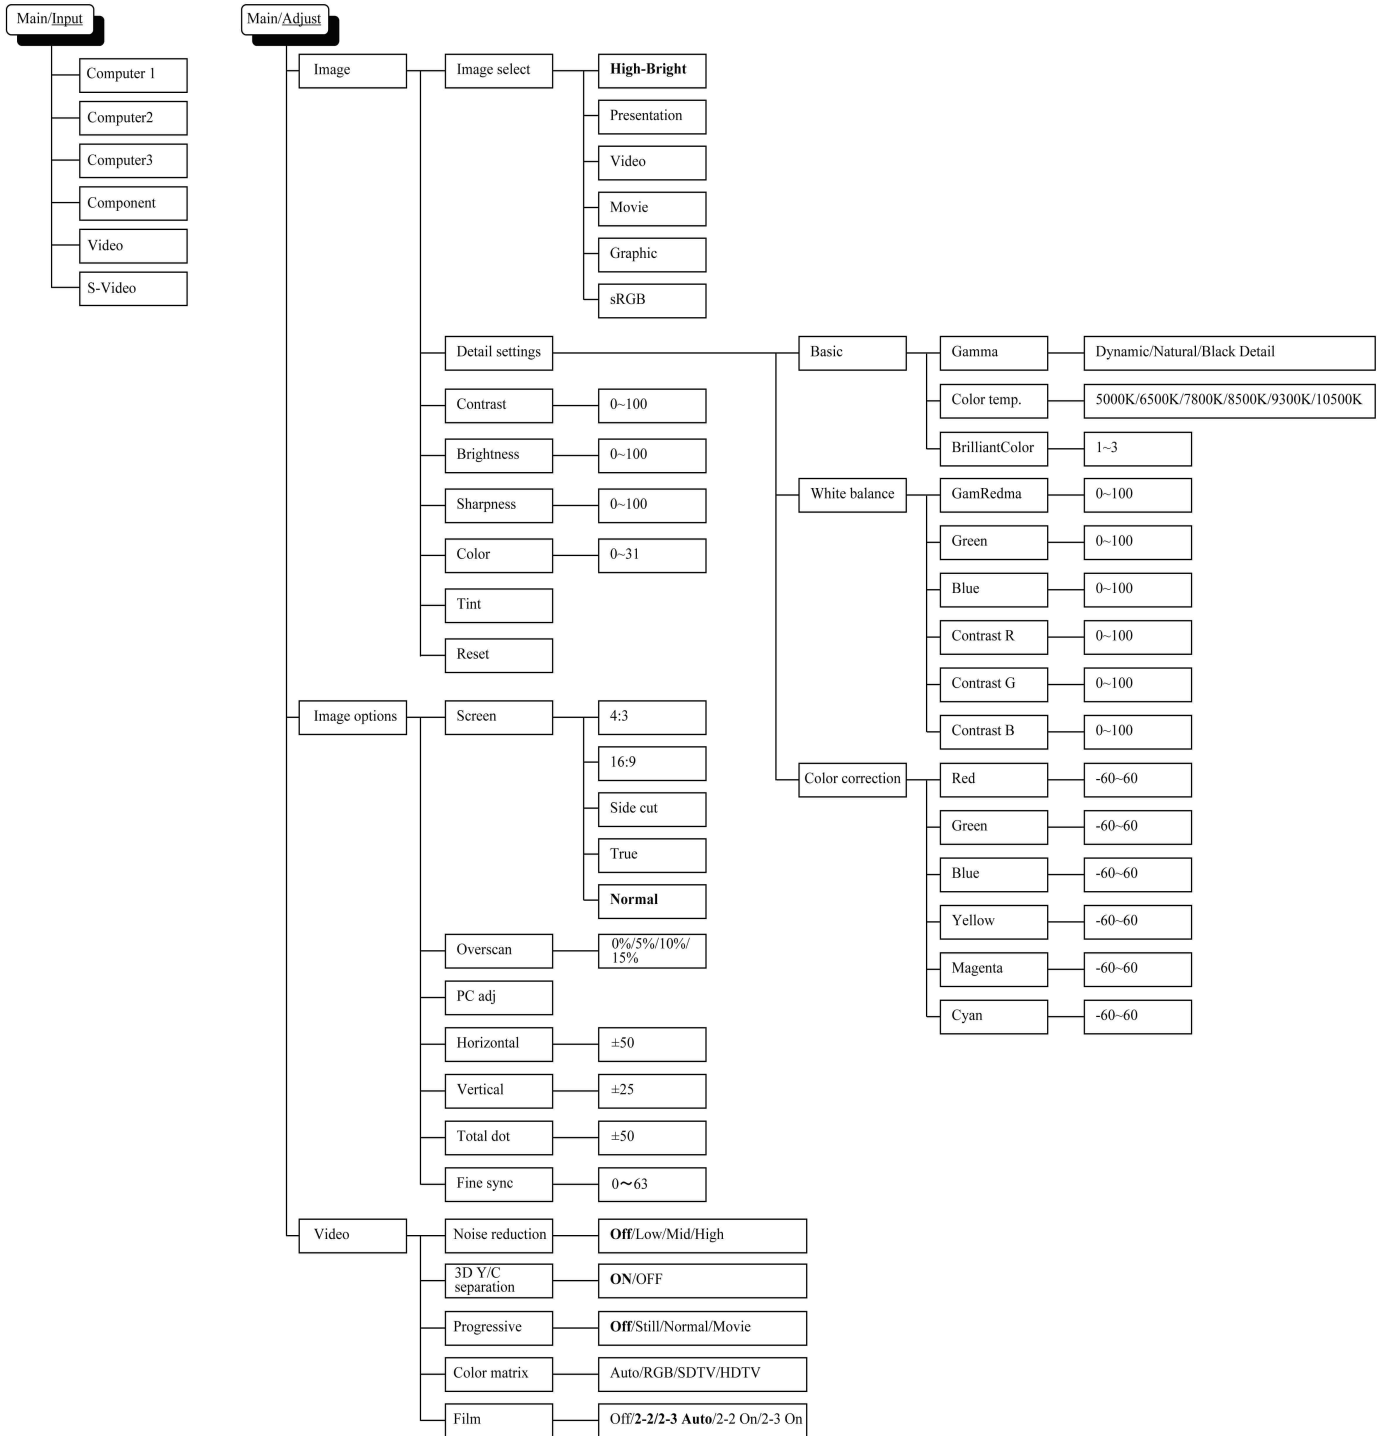 Main/Input
Computer 1
Computer2
Computer3
Component
Video
S-Video
Main/Adjust
Image
Image select
High-Bright
Presentation
Video
Movie
Graphic
sRGB
Detail settings
Basic
Gamma
Dynamic/Natural/Black Detail
Color temp.
5000K/6500K/7800K/8500K/9300K/10500K
BrilliantColor
1~3
White balance
GamRedma
0~100
Green
0~100
Blue
0~100
Contrast R
0~100
Contrast G
0~100
Contrast B
0~100
Color correction
Red
-60~60
Green
-60~60
Blue
-60~60
Yellow
-60~60
Magenta
-60~60
Cyan
-60~60
Contrast
0~100
Brightness
0~100
Sharpness
0~100
Color
0~31
Tint
Reset
Image options
Screen
4:3
16:9
Side cut
True
Normal
Overscan
0%/5%/10%/
15%
PC adj
Horizontal
±50
Vertical
±25
Total dot
±50
Fine sync
0～63
Video
Noise reduction
Off/Low/Mid/High
3D Y/C
separation
ON/OFF
Progressive
Off/Still/Normal/Movie
Color matrix
Auto/RGB/SDTV/HDTV
Film
Off/2-2/2-3 Auto/2-2 On/2-3 On